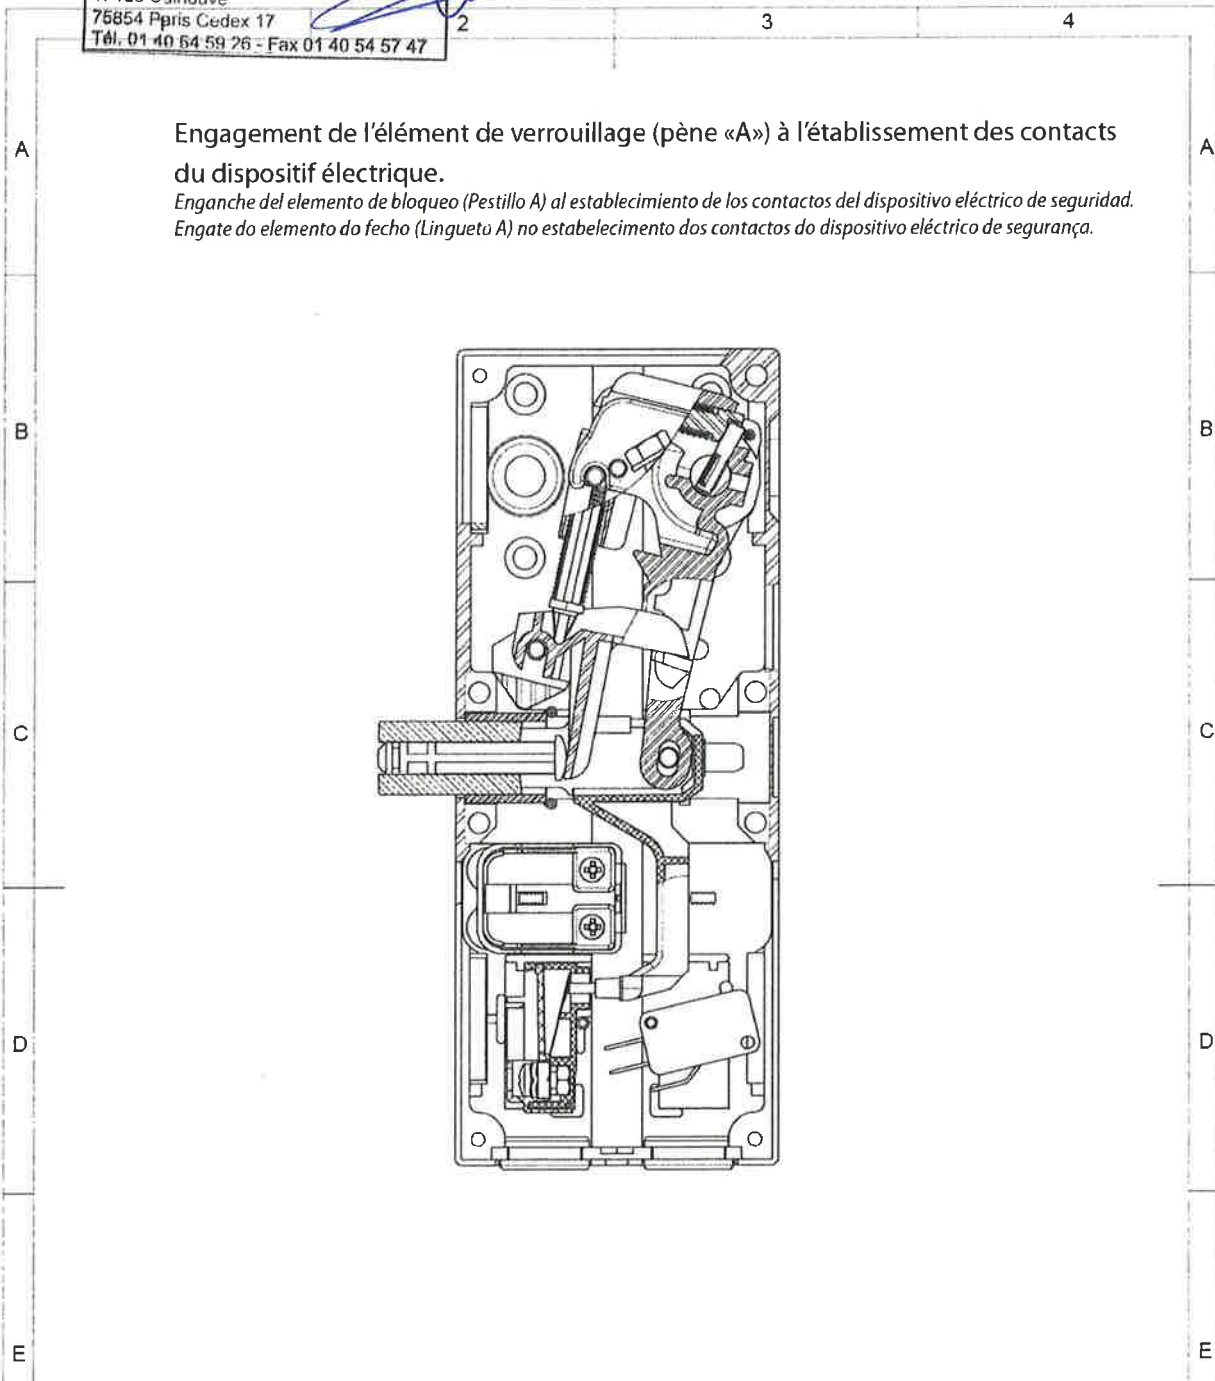 75854 Paris Cedex 17
Tél. 01 40 54 59 26 - Fax 01 40 54 57 47
2 3 4
A A
Engagement de l'élément de verrouillage (pène «A») à l'établissement des contacts
du dispositif électrique.
Enganche del elemento de bloqueo (Pestillo A) al establecimiento de los contactos del dispositivo eléctrico de seguridad.
Engate do elemento do fecho (Lingueta A) no estabelecimento dos contactos do dispositivo eléctrico de segurança.
B B
C C
D D
E E